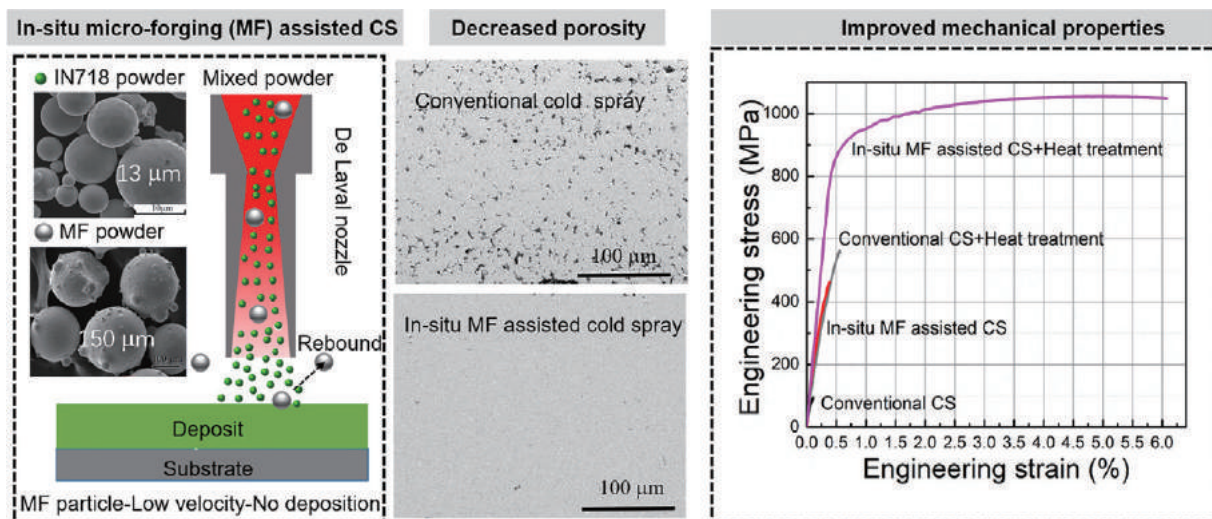 In-situ micro-forging (MF) assisted CS
IN718 powder
Mixed powder
13 μm
10μm
MF powder
150 μm
De Laval nozzle
Rebound
Deposit
Substrate
MF particle-Low velocity-No deposition
Decreased porosity
Conventional cold spray
100 μm
In-situ MF assisted cold spray
100 μm
Improved mechanical properties
Engineering stress (MPa)
1000
800
600
400
200
0
In-situ MF assisted CS+Heat treatment
Conventional CS+Heat treatment
In-situ MF assisted CS
Conventional CS
0.0 0.5 1.0 1.5 2.0 2.5 3.0 3.5 4.0 4.5 5.0 5.5 6.0
Engineering strain (%)